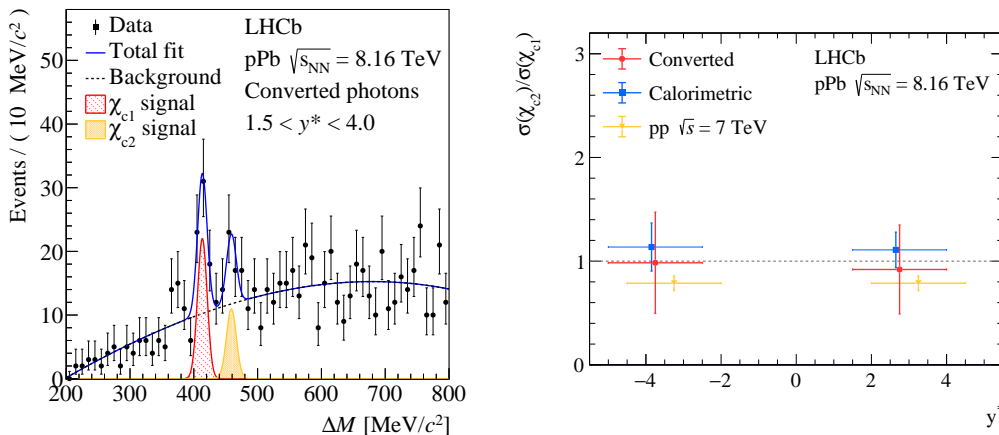 Events / ( 10 MeV/c²)
50
40
30
20
10
0
Data
Total fit
Background
χc1 signal
χc2 signal
LHCb
pPb √sNN = 8.16 TeV
Converted photons
1.5 < y* < 4.0
200 300 400 500 600 700 800
ΔM [MeV/c²]
σ(χc2)/σ(χc1)
3
2
1
0
Converted
Calorimetric
pp √s = 7 TeV
LHCb
pPb √sNN = 8.16 TeV
−4 −2 0 2 4